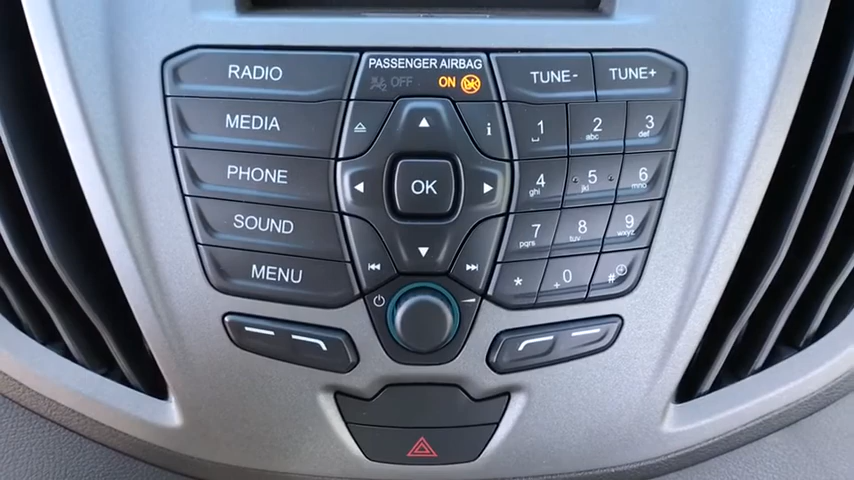 RADIO
PASSENGER AIRBAG
OFF ON
TUNE- TUNE+
MEDIA
i
1
2 abc
3 def
PHONE
OK
4 ghi
5 jkl
6 mno
SOUND
7 pqrs
8 tuv
9 wxyz
MENU
*
+0
#